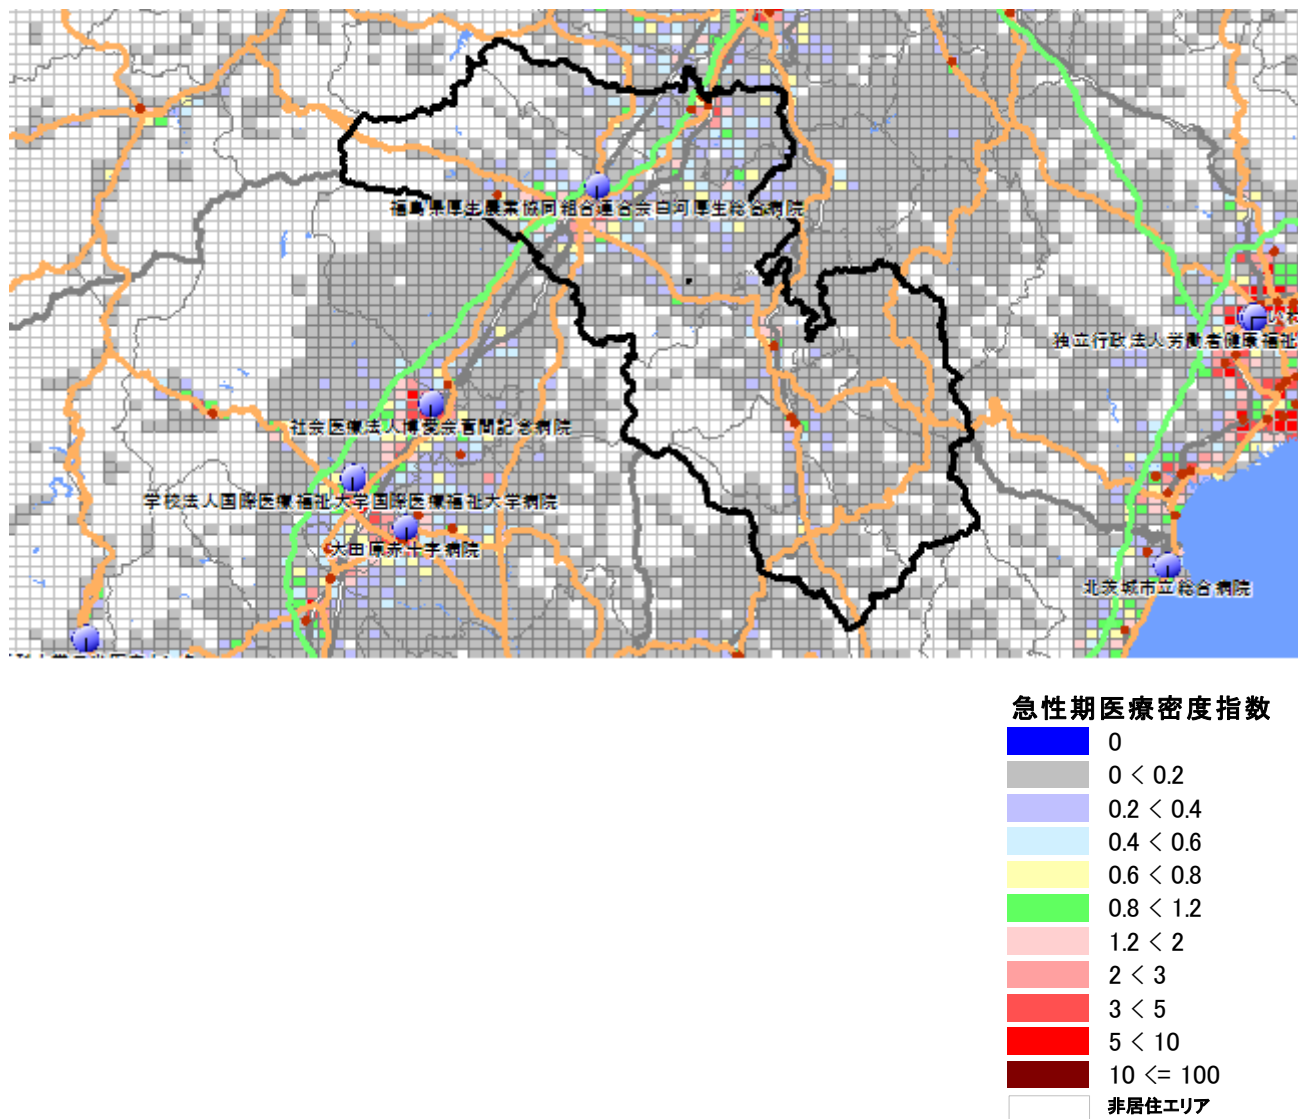 福島県厚生農業協同組合連合会白河厚生総合病院
いわ
独立行政法人労働者健康福祉
社会医療法人博愛会菅間記念病院
学校法人国際医療福祉大学国際医療福祉大学病院
大田原赤十字病院
北茨城市立総合病院
急性期医療密度指数
0
0 < 0.2
0.2 < 0.4
0.4 < 0.6
0.6 < 0.8
0.8 < 1.2
1.2 < 2
2 < 3
3 < 5
5 < 10
10 <= 100
非居住エリア